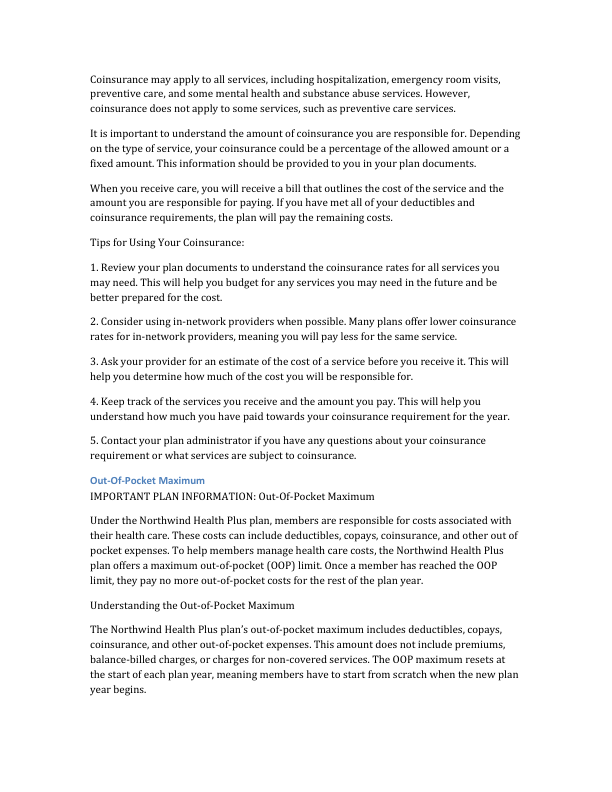 Coinsurance may apply to all services, including hospitalization, emergency room visits,
preventive care, and some mental health and substance abuse services. However,
coinsurance does not apply to some services, such as preventive care services.
It is important to understand the amount of coinsurance you are responsible for. Depending
on the type of service, your coinsurance could be a percentage of the allowed amount or a
fixed amount. This information should be provided to you in your plan documents.
When you receive care, you will receive a bill that outlines the cost of the service and the
amount you are responsible for paying. If you have met all of your deductibles and
coinsurance requirements, the plan will pay the remaining costs.
Tips for Using Your Coinsurance:
1. Review your plan documents to understand the coinsurance rates for all services you
may need. This will help you budget for any services you may need in the future and be
better prepared for the cost.
2. Consider using in-network providers when possible. Many plans offer lower coinsurance
rates for in-network providers, meaning you will pay less for the same service.
3. Ask your provider for an estimate of the cost of a service before you receive it. This will
help you determine how much of the cost you will be responsible for.
4. Keep track of the services you receive and the amount you pay. This will help you
understand how much you have paid towards your coinsurance requirement for the year.
5. Contact your plan administrator if you have any questions about your coinsurance
requirement or what services are subject to coinsurance.
Out-Of-Pocket Maximum
IMPORTANT PLAN INFORMATION: Out-Of-Pocket Maximum
Under the Northwind Health Plus plan, members are responsible for costs associated with
their health care. These costs can include deductibles, copays, coinsurance, and other out of
pocket expenses. To help members manage health care costs, the Northwind Health Plus
plan offers a maximum out-of-pocket (OOP) limit. Once a member has reached the OOP
limit, they pay no more out-of-pocket costs for the rest of the plan year.
Understanding the Out-of-Pocket Maximum
The Northwind Health Plus plan’s out-of-pocket maximum includes deductibles, copays,
coinsurance, and other out-of-pocket expenses. This amount does not include premiums,
balance-billed charges, or charges for non-covered services. The OOP maximum resets at
the start of each plan year, meaning members have to start from scratch when the new plan
year begins.